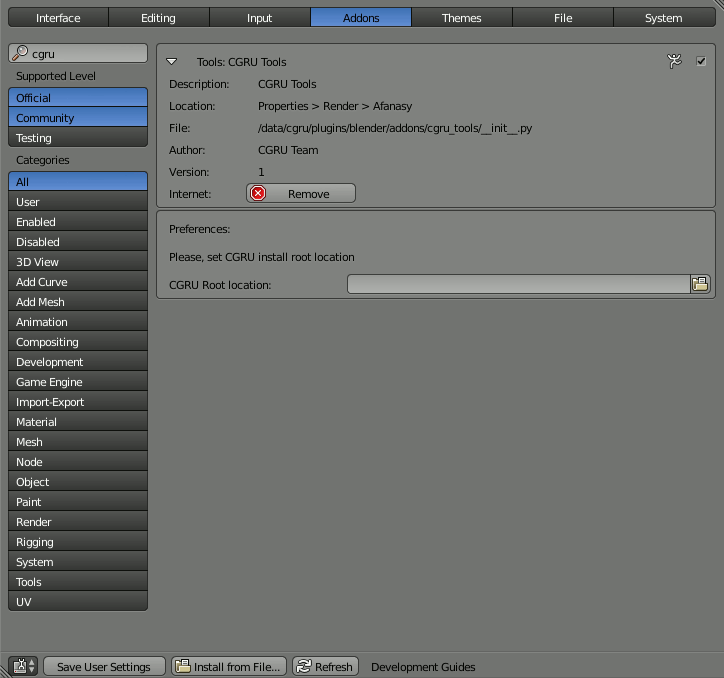 Interface Editing Input Addons Themes File System
cgru
Supported Level
Official
Community
Testing
Categories
All
User
Enabled
Disabled
3D View
Add Curve
Add Mesh
Animation
Compositing
Development
Game Engine
Import-Export
Material
Mesh
Node
Object
Paint
Render
Rigging
System
Tools
UV
Tools: CGRU Tools
Description: CGRU Tools
Location: Properties > Render > Afanasy
File: /data/cgru/plugins/blender/addons/cgru_tools/__init__.py
Author: CGRU Team
Version: 1
Internet: Remove
Preferences:
Please, set CGRU install root location
CGRU Root location:
Save User Settings Install from File... Refresh Development Guides